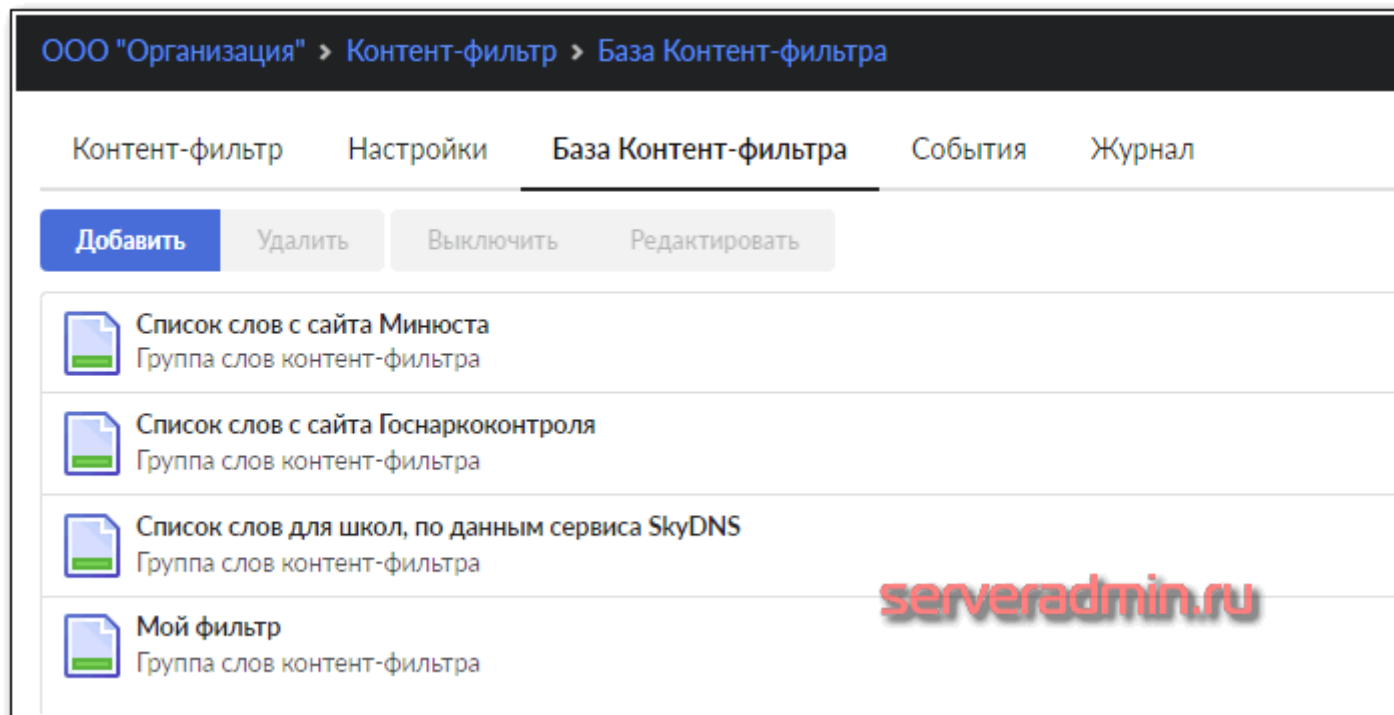 ООО "Организация" > Контент-фильтр > База Контент-фильтра
Контент-фильтр Настройки База Контент-фильтра События Журнал
Добавить Удалить Выключить Редактировать
Список слов с сайта Минюста
Группа слов контент-фильтра
Список слов с сайта Госнаркоконтроля
Группа слов контент-фильтра
Список слов для школ, по данным сервиса SkyDNS
Группа слов контент-фильтра
serveradmin.ru
Мой фильтр
Группа слов контент-фильтра